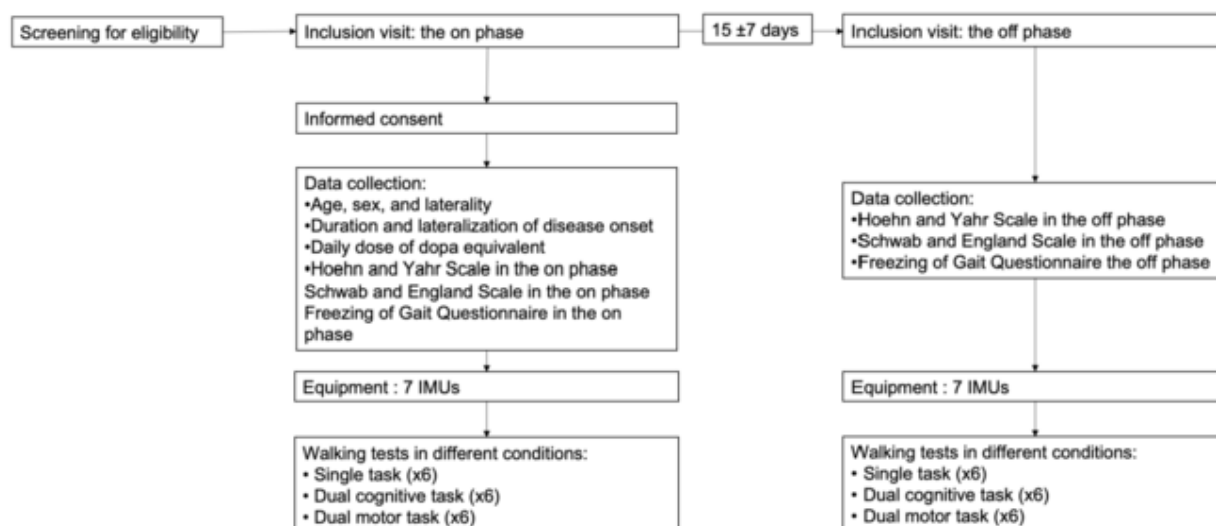 Screening for eligibility
Inclusion visit: the on phase
15 ±7 days
Inclusion visit: the off phase
Informed consent
Data collection:
•Age, sex, and laterality
•Duration and lateralization of disease onset
•Daily dose of dopa equivalent
•Hoehn and Yahr Scale in the on phase
Schwab and England Scale in the on phase
Freezing of Gait Questionnaire in the on
phase
Data collection:
•Hoehn and Yahr Scale in the off phase
•Schwab and England Scale in the off phase
•Freezing of Gait Questionnaire the off phase
Equipment : 7 IMUs
Equipment : 7 IMUs
Walking tests in different conditions:
• Single task (x6)
• Dual cognitive task (x6)
• Dual motor task (x6)
Walking tests in different conditions:
• Single task (x6)
• Dual cognitive task (x6)
• Dual motor task (x6)